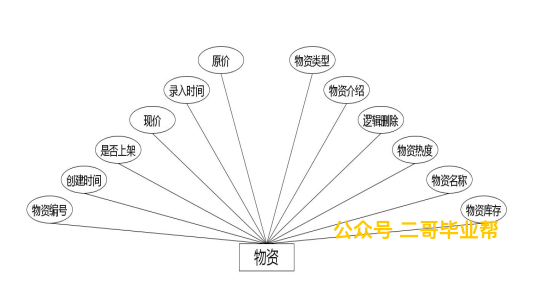 原价
物资类型
录入时间
物资介绍
现价
逻辑删除
是否上架
物资热度
创建时间
物资名称
物资编号
物资库存
公众号 二哥毕业帮
物资